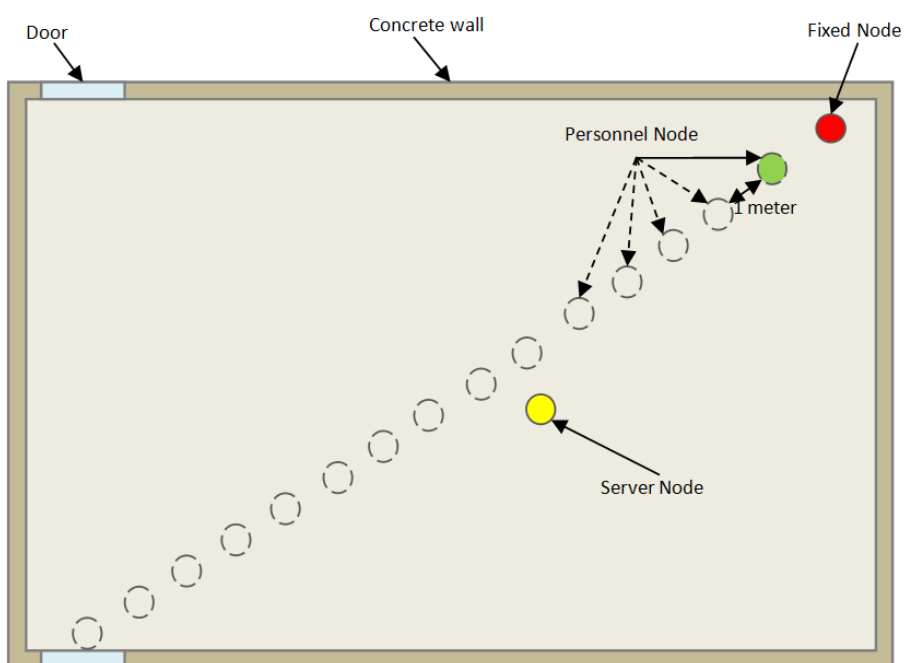 Door
Concrete wall
Fixed Node
Personnel Node
1 meter
Server Node